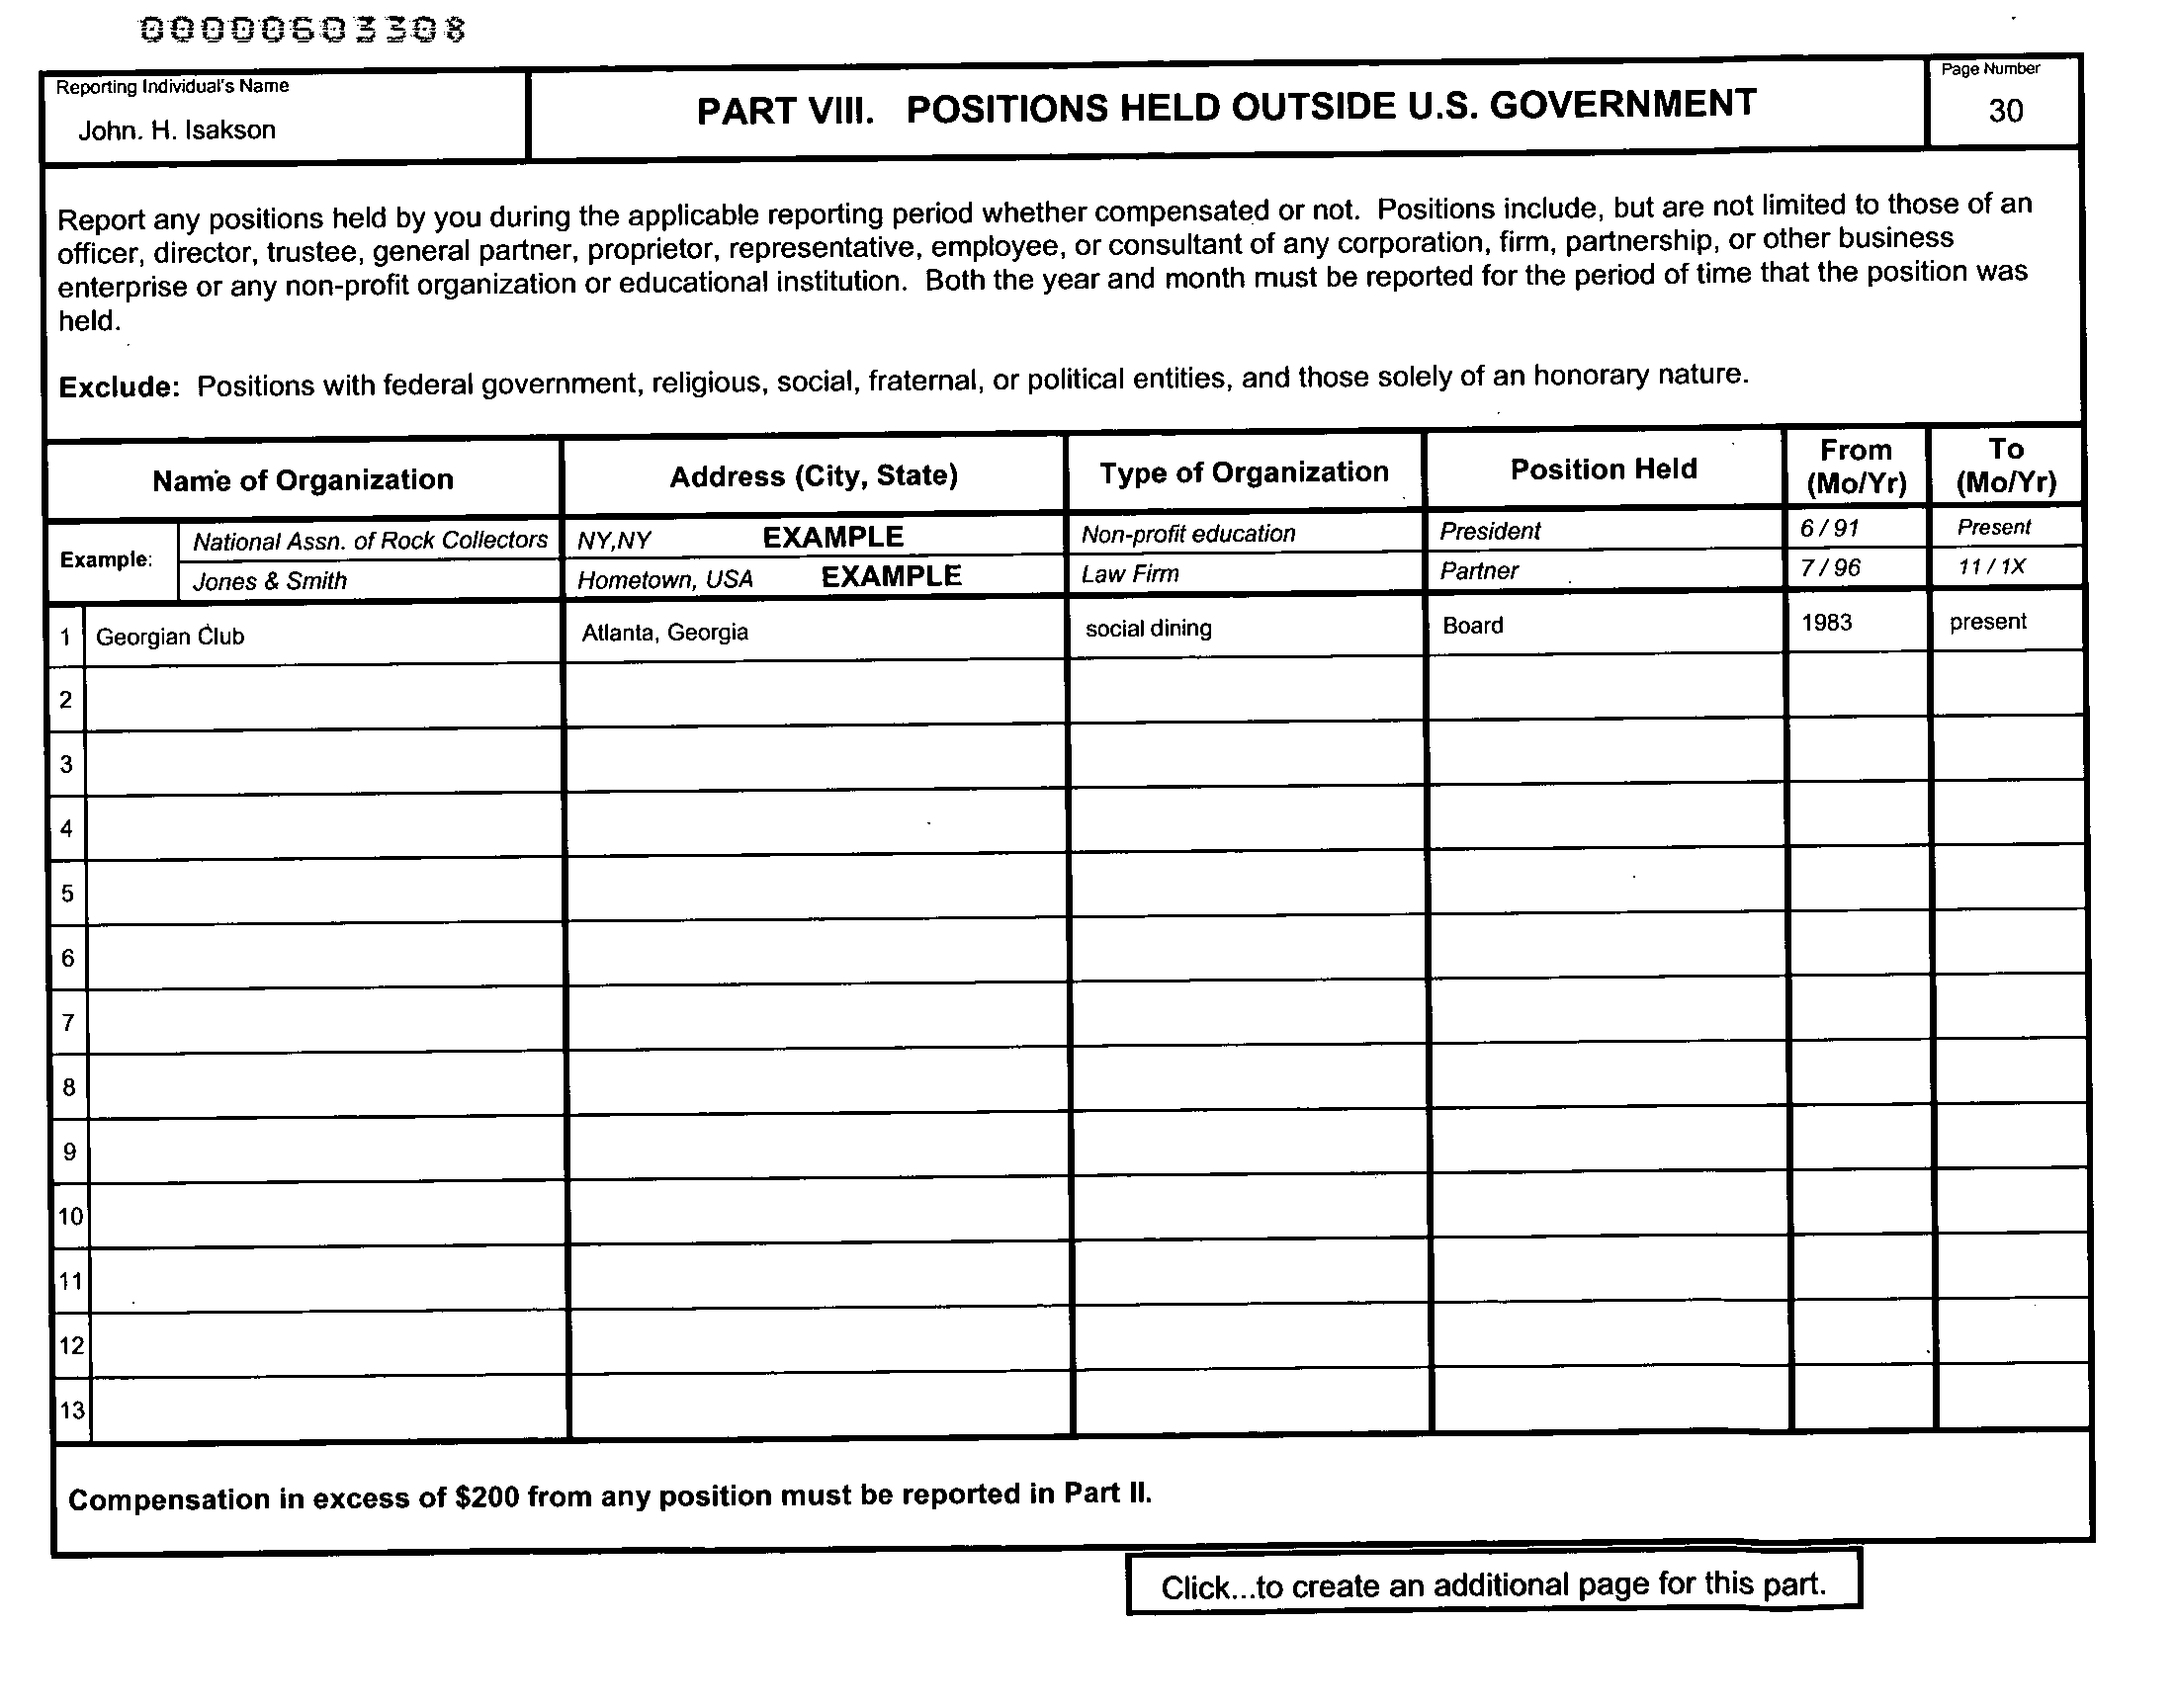 00000603308
Reporting Individual's Name
John. H. Isakson
PART VIII. POSITIONS HELD OUTSIDE U.S. GOVERNMENT
Page Number
30
Report any positions held by you during the applicable reporting period whether compensated or not. Positions include, but are not limited to those of an
officer, director, trustee, general partner, proprietor, representative, employee, or consultant of any corporation, firm, partnership, or other business
enterprise or any non-profit organization or educational institution. Both the year and month must be reported for the period of time that the position was
held.
Exclude: Positions with federal government, religious, social, fraternal, or political entities, and those solely of an honorary nature.
Name of Organization Address (City, State) Type of Organization Position Held From (Mo/Yr) To (Mo/Yr)
Example:
National Assn. of Rock Collectors NY,NY EXAMPLE Non-profit education President 6 / 91 Present
Jones & Smith Hometown, USA EXAMPLE Law Firm Partner 7 / 96 11 / 1X
1 Georgian Club Atlanta, Georgia social dining Board 1983 present
2
3
4
5
6
7
8
9
10
11
12
13
Compensation in excess of $200 from any position must be reported in Part II.
Click...to create an additional page for this part.